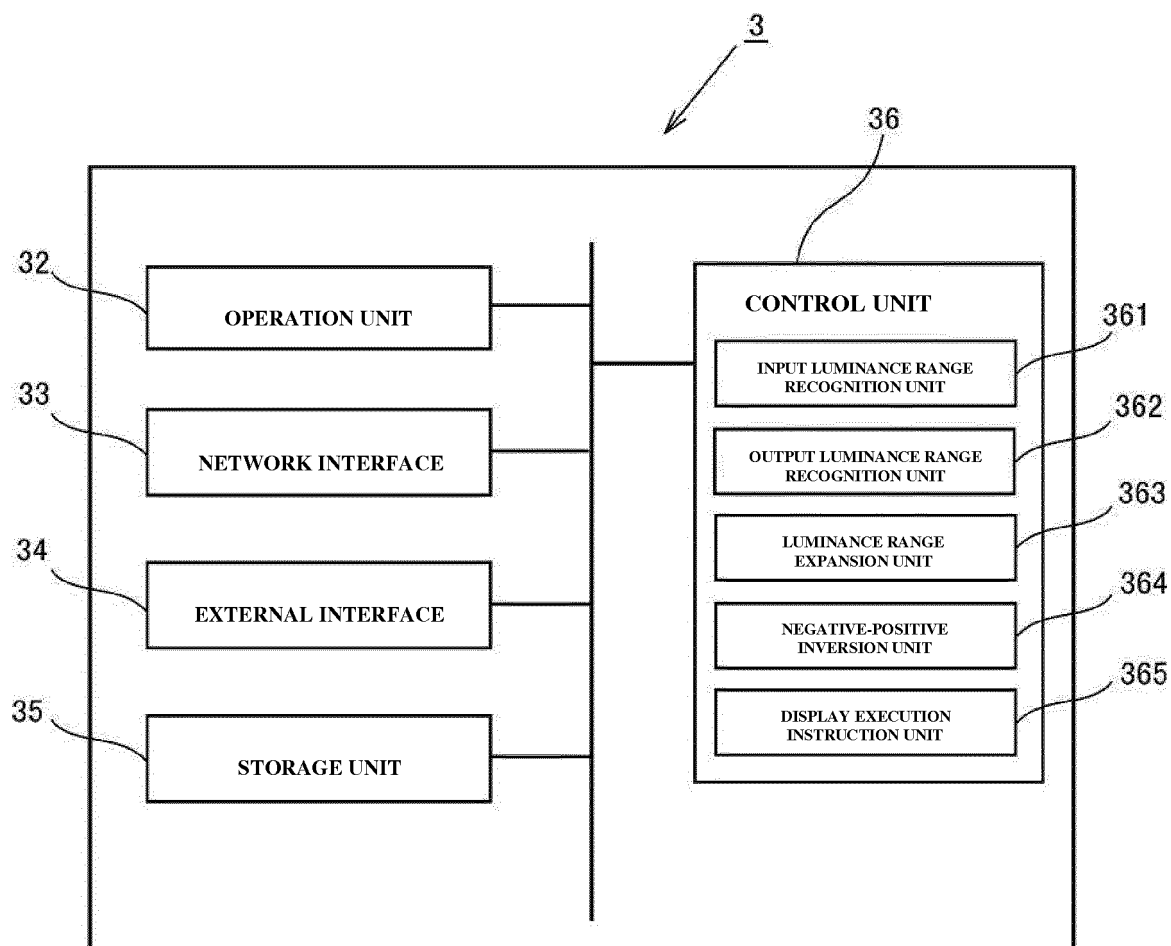 3
36
32
OPERATION UNIT
33
NETWORK INTERFACE
34
EXTERNAL INTERFACE
35
STORAGE UNIT
CONTROL UNIT
361
INPUT LUMINANCE RANGE
RECOGNITION UNIT
362
OUTPUT LUMINANCE RANGE
RECOGNITION UNIT
363
LUMINANCE RANGE
EXPANSION UNIT
364
NEGATIVE-POSITIVE
INVERSION UNIT
365
DISPLAY EXECUTION
INSTRUCTION UNIT